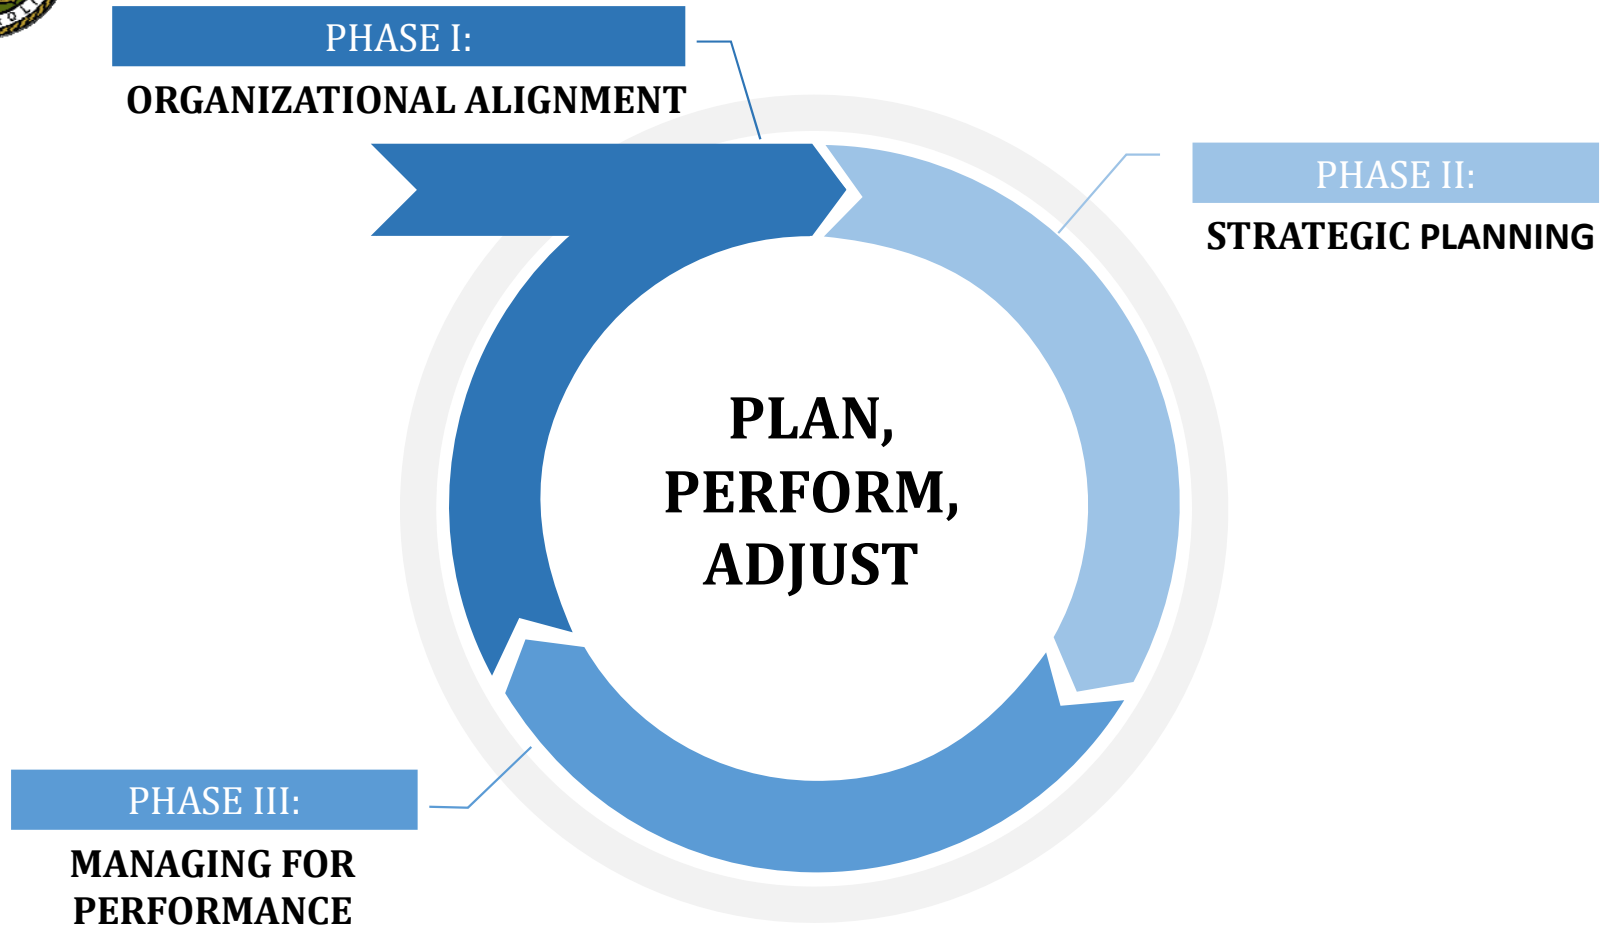 PHASE I:
ORGANIZATIONAL ALIGNMENT
PHASE II:
STRATEGIC PLANNING
PLAN,
PERFORM,
ADJUST
PHASE III:
MANAGING FOR
PERFORMANCE